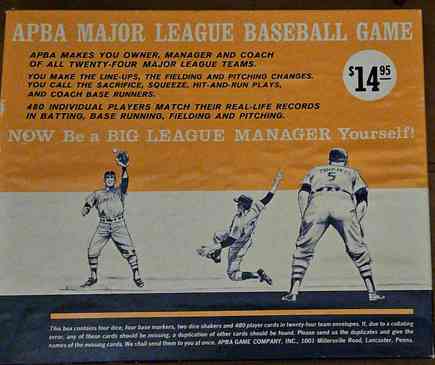 APBA MAJOR LEAGUE BASEBALL GAME
APBA MAKES YOU OWNER, MANAGER AND COACH
OF ALL TWENTY-FOUR MAJOR LEAGUE TEAMS.
$14.95
YOU MAKE THE LINE-UPS, THE FIELDING AND PITCHING CHANGES.
YOU CALL THE SACRIFICE, SQUEEZE, HIT-AND-RUN PLAYS,
AND COACH BASE RUNNERS.
480 INDIVIDUAL PLAYERS MATCH THEIR REAL-LIFE RECORDS
IN BATTING, BASE RUNNING, FIELDING AND PITCHING.
NOW Be a BIG LEAGUE MANAGER Yourself!
5
This box contains four dice, four base markers, two dice shakers and 480 player cards in twenty-four team envelopes. If, due to a collating
error, any of these cards should be missing, a duplication of other cards should be found. Please send us the duplicates and give the
names of the missing cards. We shall send them to you at once. APBA GAME COMPANY, INC., 1001 Millersville Road, Lancaster, Penna.